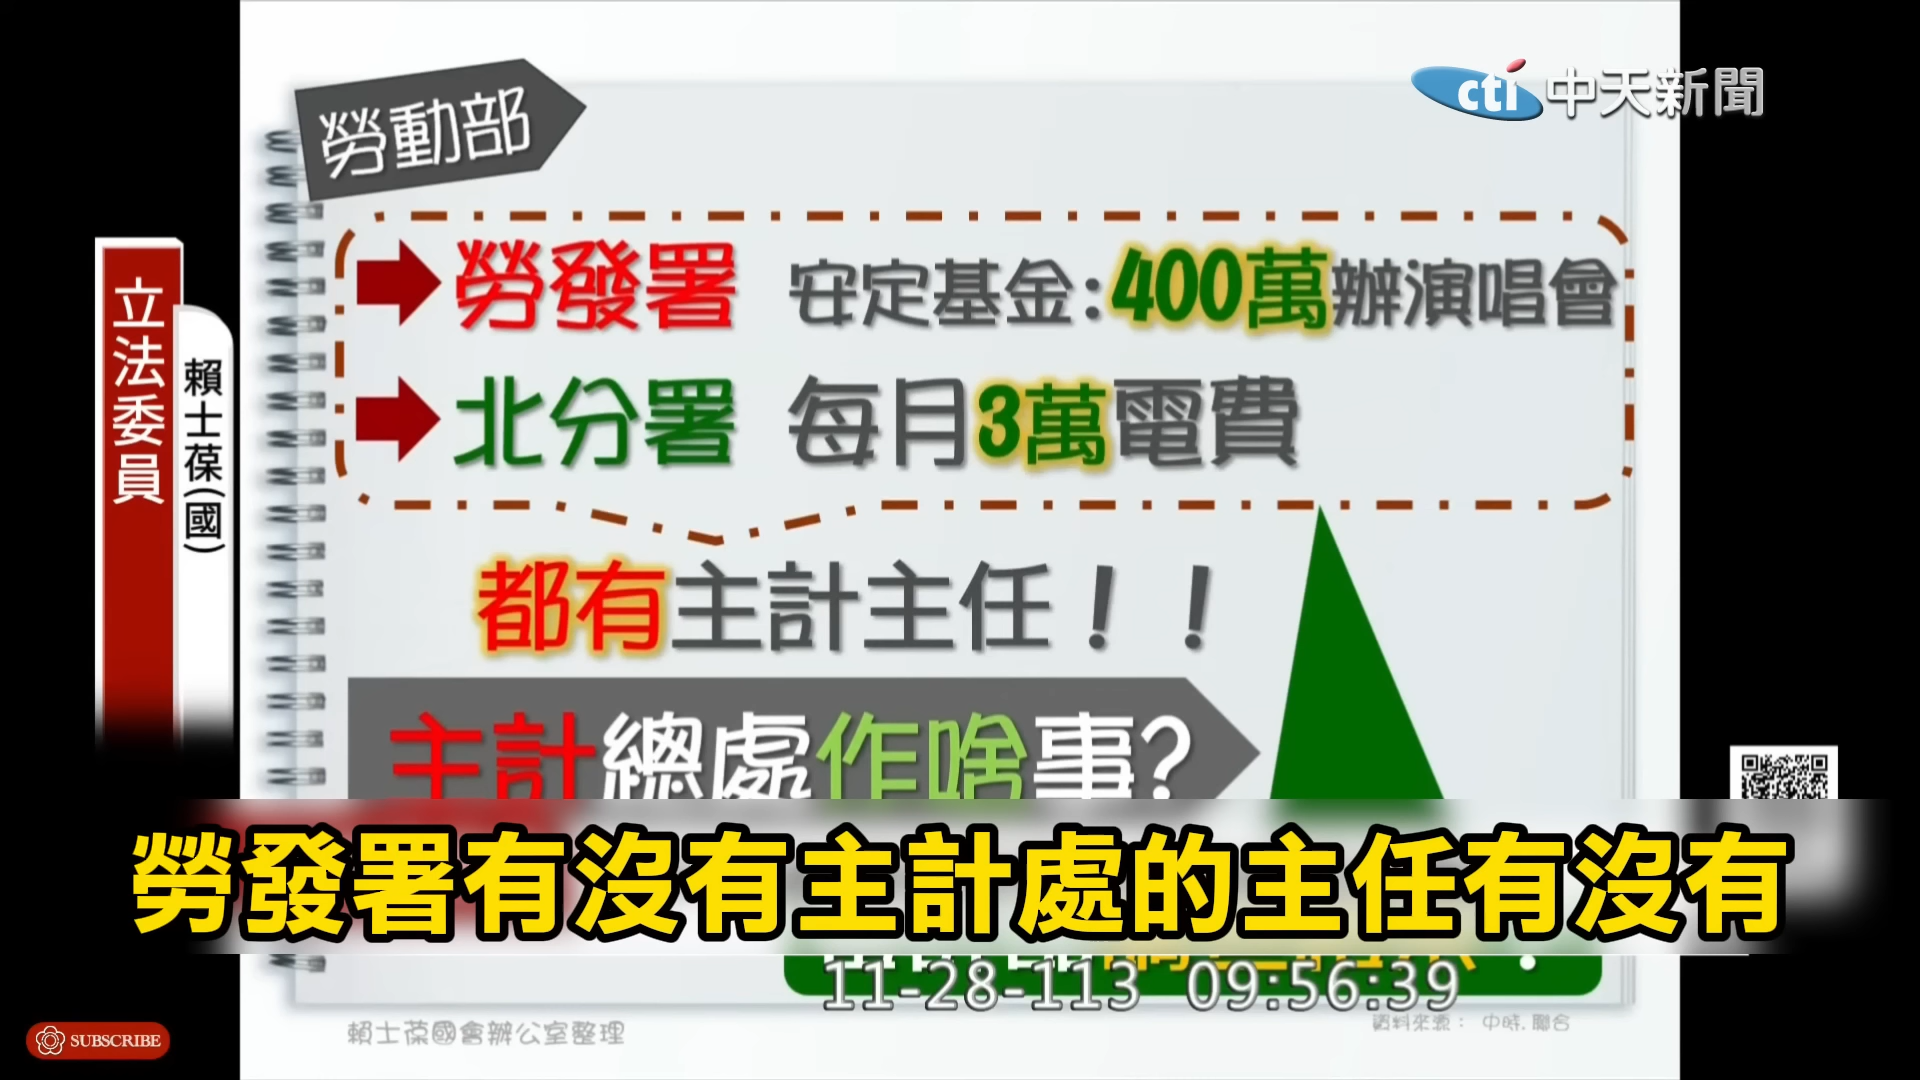 cti 中天新聞
勞動部
勞發署 安定基金:400萬辦演唱會
北分署 每月3萬電費
都有主計主任！！
主計總處作啥事?
立法委員
賴士葆(國)
勞發署有沒有主計處的主任有沒有
11-28-113 09:56:39
賴士葆國會辦公室整理
資料來源： 中時.聯合
SUBSCRIBE